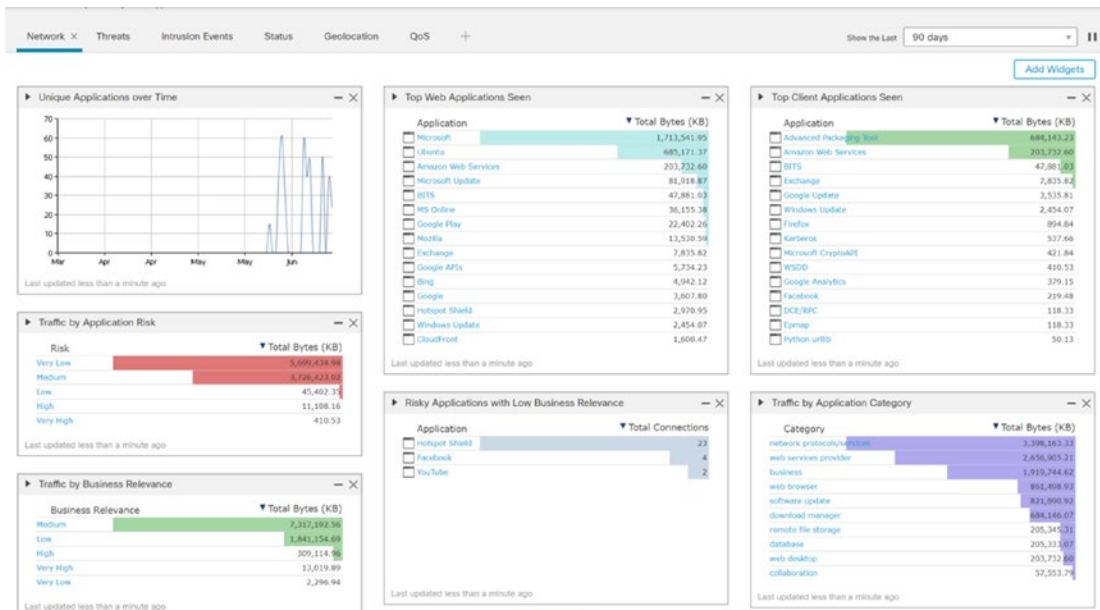 Network × Threats Intrusion Events Status Geolocation QoS +
Show the Last 90 days
Add Widgets
Unique Applications over Time
70
60
50
40
30
20
10
0
Mar Apr Apr May May Jun
Last updated less than a minute ago
Traffic by Application Risk
Risk Total Bytes (KB)
Very Low 5,699,434.98
Medium 3,726,423.02
Low 45,402.35
High 11,108.16
Very High 410.53
Last updated less than a minute ago
Traffic by Business Relevance
Business Relevance Total Bytes (KB)
Medium 7,317,192.56
Low 1,841,154.69
High 309,114.96
Very High 13,019.89
Very Low 2,296.94
Last updated less than a minute ago
Top Web Applications Seen
Application Total Bytes (KB)
Microsoft 1,713,541.95
Ubuntu 685,171.37
Amazon Web Services 203,732.60
Microsoft Update 81,918.87
BITS 47,881.03
MS Online 36,155.38
Google Play 22,402.26
Mozilla 13,530.59
Exchange 7,835.82
Google APIs 5,734.23
Bing 4,942.12
Google 3,607.80
Hotspot Shield 2,970.95
Windows Update 2,454.07
CloudFront 1,600.47
Last updated less than a minute ago
Risky Applications with Low Business Relevance
Application Total Connections
Hotspot Shield 23
Facebook 4
YouTube 2
Last updated less than a minute ago
Top Client Applications Seen
Application Total Bytes (KB)
Advanced Packaging Tool 684,143.23
Amazon Web Services 203,732.60
BITS 47,881.03
Exchange 7,835.82
Google Update 3,535.81
Windows Update 2,454.07
Firefox 894.84
Kerberos 537.66
Microsoft CryptoAPI 421.84
WSDD 410.53
Google Analytics 379.15
Facebook 219.48
DCE/RPC 118.33
Epmap 118.33
Python urllib 50.13
Last updated less than a minute ago
Traffic by Application Category
Category Total Bytes (KB)
network protocols/services 3,398,163.33
web services provider 2,656,905.21
business 1,919,744.62
web browser 861,498.93
software update 821,090.92
download manager 684,146.07
remote file storage 205,345.31
database 205,333.07
web desktop 203,732.60
collaboration 57,553.79
Last updated less than a minute ago